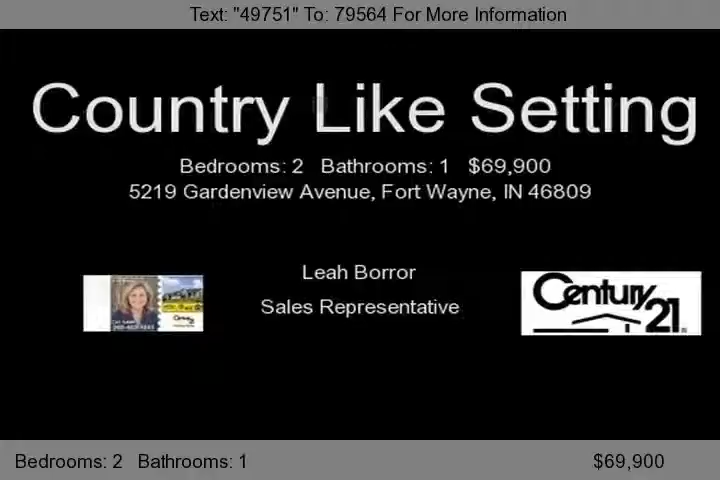 Text: "49751" To: 79564 For More Information
Country Like Setting
Bedrooms: 2 Bathrooms: 1 $69,900
5219 Gardenview Avenue, Fort Wayne, IN 46809
Leah Borror
Sales Representative
Century 21
Bedrooms: 2 Bathrooms: 1 $69,900